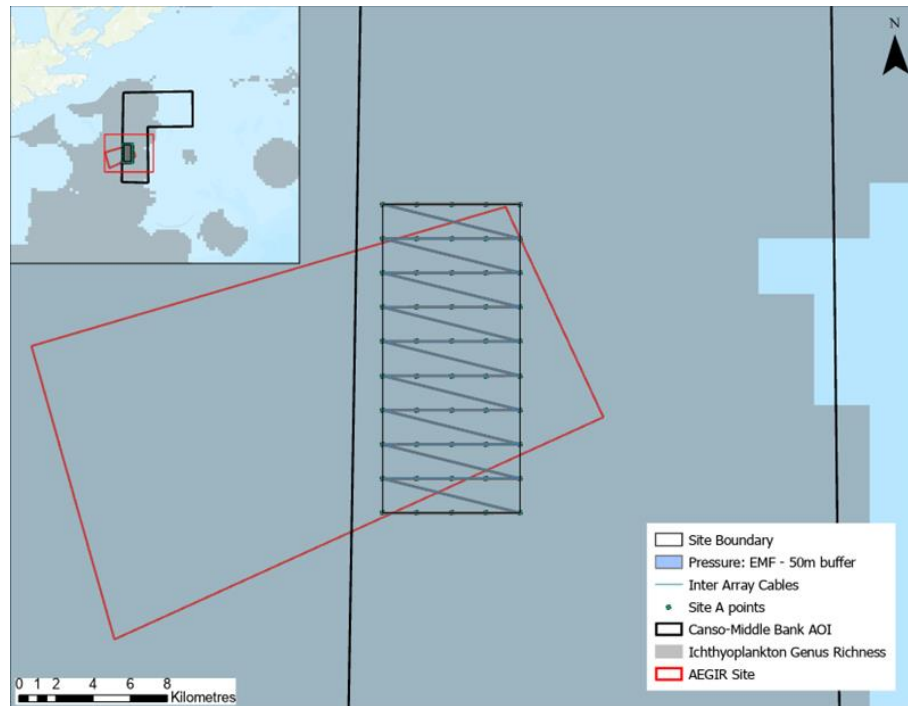 N
Site Boundary
Pressure: EMF - 50m buffer
Inter Array Cables
Site A points
Canso-Middle Bank AOI
Ichthyoplankton Genus Richness
AEGIR Site
0 1 2 4 6 8
Kilometres